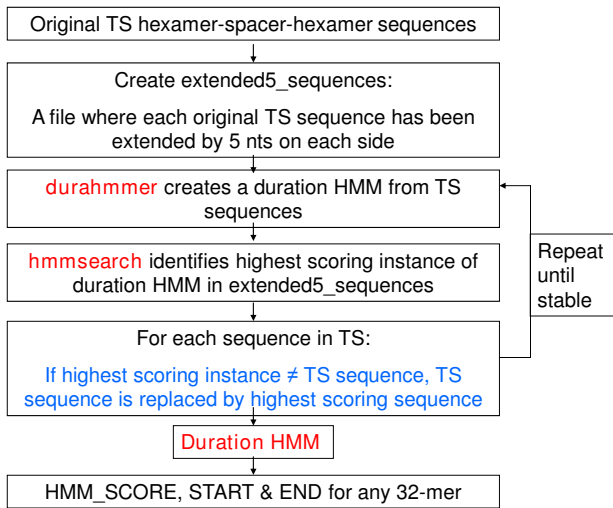 Original TS hexamer-spacer-hexamer sequences
Create extended5_sequences:
A file where each original TS sequence has been
extended by 5 nts on each side
durahmmer creates a duration HMM from TS
sequences
hmmsearch identifies highest scoring instance of
duration HMM in extended5_sequences
Repeat
until
stable
For each sequence in TS:
If highest scoring instance ≠ TS sequence, TS
sequence is replaced by highest scoring sequence
Duration HMM
HMM_SCORE, START & END for any 32-mer